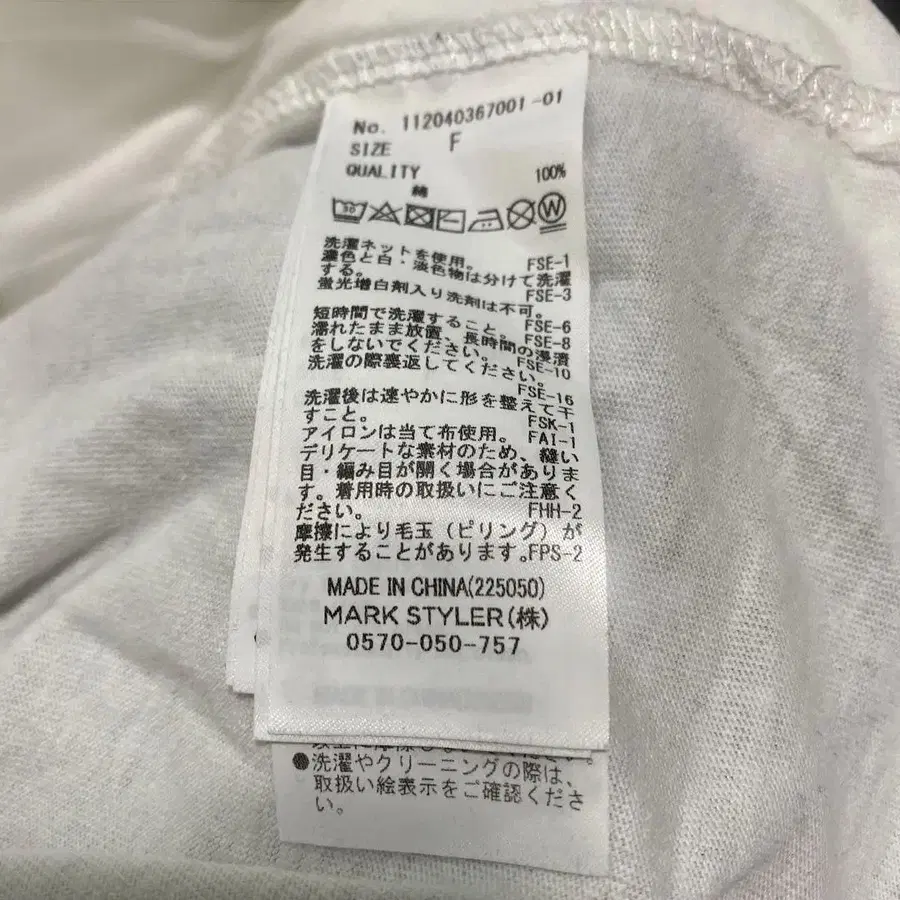 No. 112040367001-01
SIZE F
QUALITY
綿 100%
30
W
洗濯ネットを使用。 FSE-1
濃色と白・淡色物は分けて洗濯
する。 FSE-3
蛍光増白剤入り洗剤は不可。
FSE-6
短時間で洗濯すること。 FSE-8
濡れたまま放置、長時間の浸漬
をしないでください。 FSE-10
洗濯の際裏返してください。
FSE-16
洗濯後は速やかに形を整えて干
すこと。 FSK-1
アイロンは当て布使用。 FAI-1
デリケートな素材のため、縫い
目・編み目が開く場合がありま
す。着用時の取扱いにご注意く
ださい。 FHH-2
摩擦により毛玉（ピリング）が
発生することがあります。FPS-2
MADE IN CHINA(225050)
MARK STYLER(株)
0570-050-757
●洗濯やクリーニングの際は、
取扱い絵表示をご確認くださ
い。